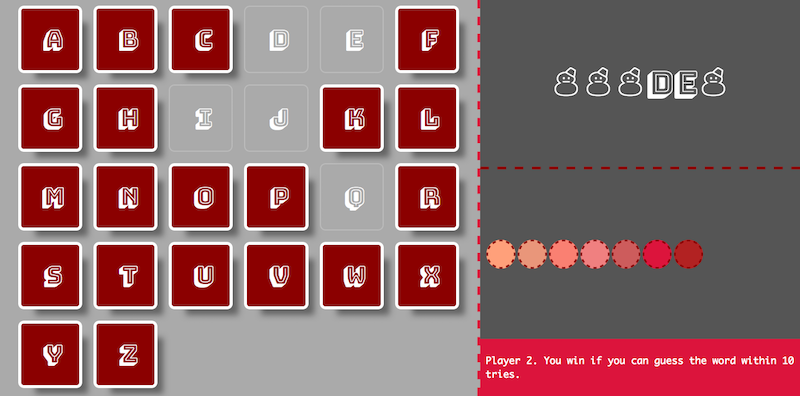 A B C D E F
G H I J K L
M N O P Q R
S T U V W X
Y Z
DE
Player 2. You win if you can guess the word within 10
tries.